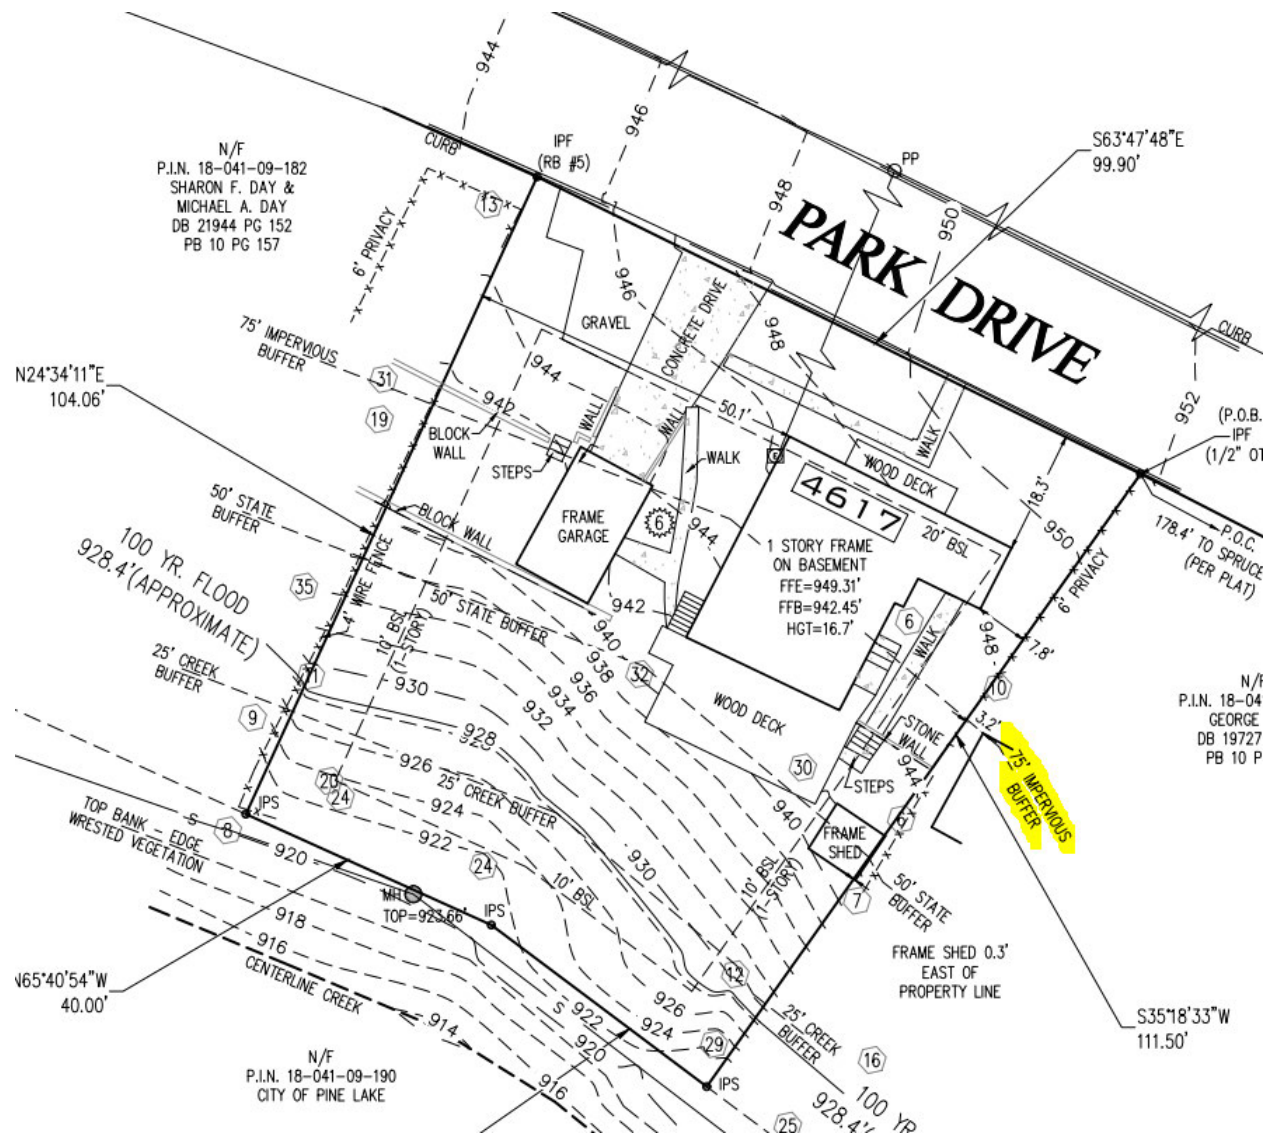 944
946
948
950
952
PP
S63°47'48"E
99.90'
PARK DRIVE
CURB
CURB
IPF
(RB #5)
N/F
P.I.N. 18-041-09-182
SHARON F. DAY &
MICHAEL A. DAY
DB 21944 PG 152
PB 10 PG 157
13
6' PRIVACY
946
948
GRAVEL
CONCRETE DRIVE
75' IMPERVIOUS
BUFFER
N24°34'11"E
104.06'
31
19
944
942
BLOCK
WALL
STEPS
WALL
WALL
50.1'
WALK
WALK
WOOD DECK
E
4617
20' BSL
18.3'
950
(P.O.B.
IPF
(1/2" OT
P.O.C.
178.4' TO SPRUCE
(PER PLAT)
6' PRIVACY
50' STATE
BUFFER
BLOCK WALL
FRAME
GARAGE
6
944
1 STORY FRAME
ON BASEMENT
FFE=949.31'
FFB=942.45'
HGT=16.7'
100 YR. FLOOD
928.4'(APPROXIMATE)
35
4' WIRE FENCE
10' BSL
(1-STORY)
50' STATE BUFFER
942
940
938
936
934
932
930
32
6
WALK
948
7.8'
10
25' CREEK
BUFFER
9
928
926
WOOD DECK
STONE
WALL
3.2'
75' IMPERVIOUS
BUFFER
N/F
P.I.N. 18-04
GEORGE
DB 19727
PB 10 P
30
944
STEPS
24
25' CREEK BUFFER
924
922
940
930
FRAME
SHED
IPS
8
S
TOP BANK - EDGE
WRESTED VEGETATION
920
24
10' BSL
10' BSL
(1-STORY)
7
50' STATE
BUFFER
MH
TOP=923.66'
IPS
918
916
CENTERLINE CREEK
914
FRAME SHED 0.3'
EAST OF
PROPERTY LINE
N65°40'54"W
40.00'
12
926
924
922
920
916
S
25' CREEK
BUFFER
S35°18'33"W
111.50'
29
16
IPS
N/F
P.I.N. 18-041-09-190
CITY OF PINE LAKE
25
100 YR
928.4'(